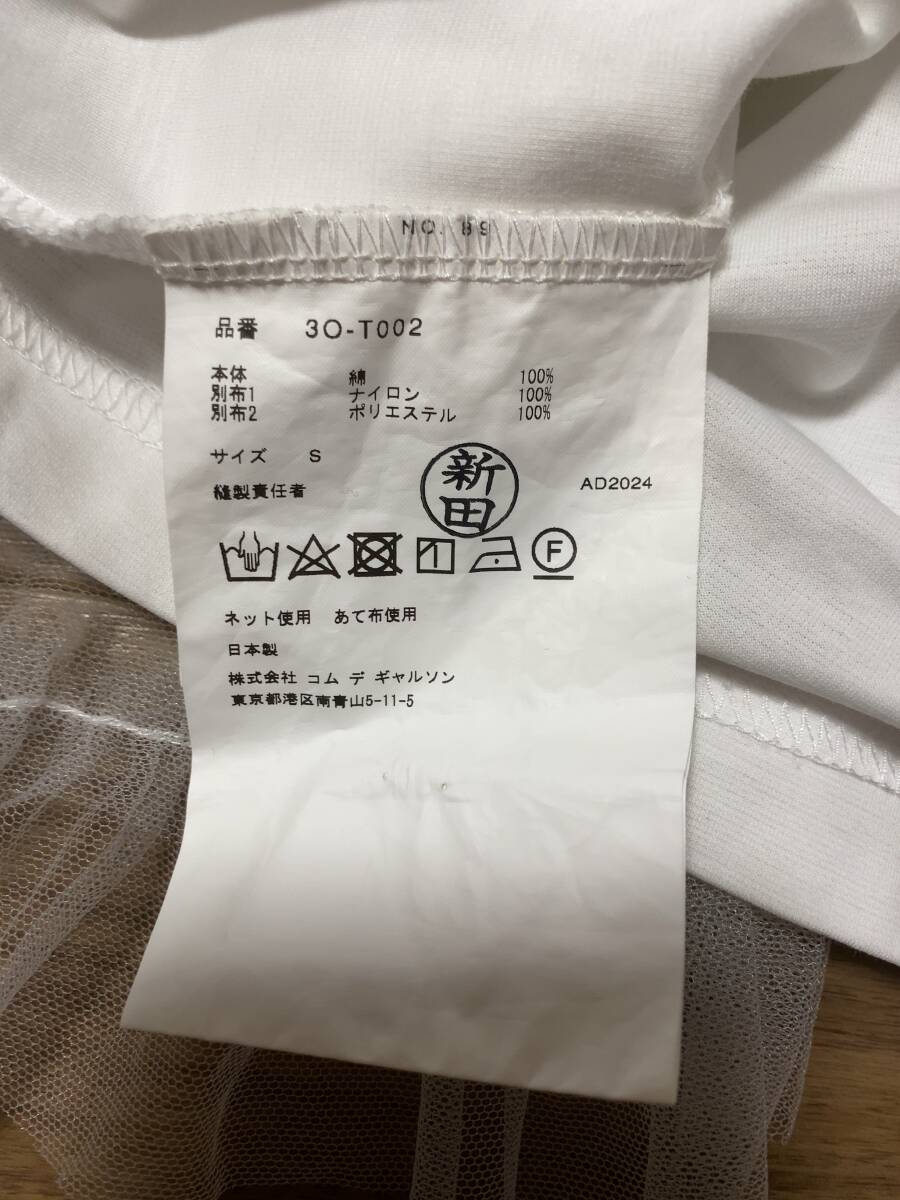 NO. 89
品番 3O-T002
本体 綿 100%
別布1 ナイロン 100%
別布2 ポリエステル 100%
サイズ S
縫製責任者 新田 AD2024
F
ネット使用 あて布使用
日本製
株式会社 コム デ ギャルソン
東京都港区南青山5-11-5